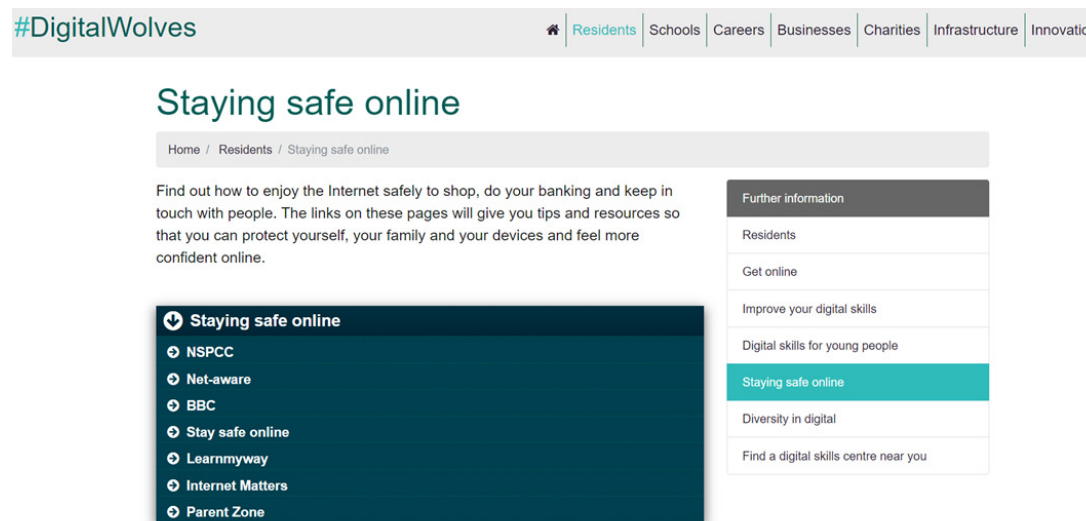 #DigitalWolves
Residents Schools Careers Businesses Charities Infrastructure
Staying safe online
Home / Residents / Staying safe online
Find out how to enjoy the Internet safely to shop, do your banking and keep in
touch with people. The links on these pages will give you tips and resources so
that you can protect yourself, your family and your devices and feel more
confident online.
Staying safe online
NSPCC
Net-aware
BBC
Stay safe online
Learnmyway
Internet Matters
Parent Zone
Further information
Residents
Get online
Improve your digital skills
Digital skills for young people
Staying safe online
Diversity in digital
Find a digital skills centre near you